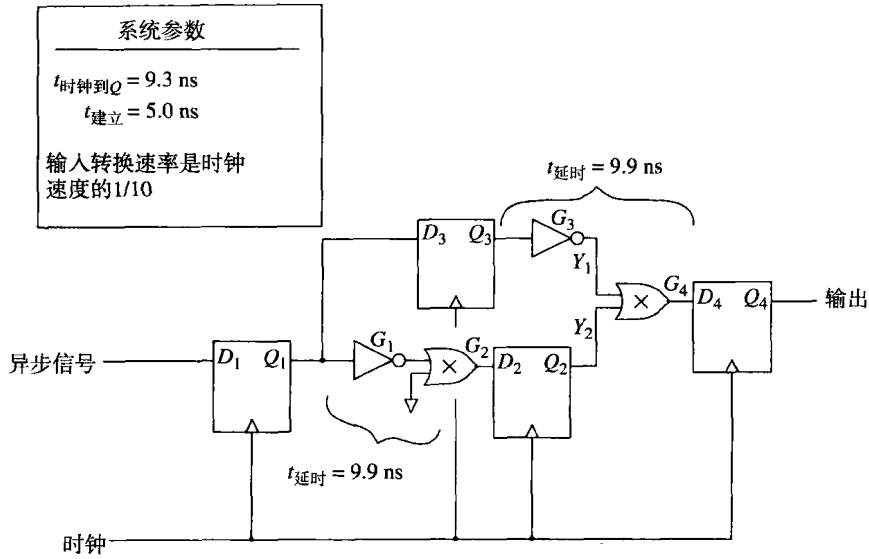 系统参数
t时钟到Q = 9.3 ns
t建立 = 5.0 ns
输入转换速率是时钟
速度的1/10
t延时 = 9.9 ns
D3 Q3 G3
Y1
G4 D4 Q4 输出
Y2
异步信号 D1 Q1 G1 G2 D2 Q2
t延时 = 9.9 ns
时钟